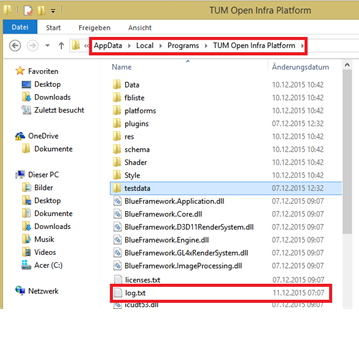 TUM Open Infra Platform
Datei Start Freigeben Ansicht
« AppData › Local › Programs › TUM Open Infra Platform ›
Name Änderungsdatum
Favoriten
Desktop
Downloads
Zuletzt besucht
OneDrive
Dokumente
Dieser PC
Bilder
Desktop
Dokumente
Downloads
Musik
Videos
Acer (C:)
Netzwerk
Data 10.12.2015 10:42
fbliste 10.12.2015 10:42
platforms 10.12.2015 10:42
plugins 07.12.2015 12:32
res 10.12.2015 10:42
schema 10.12.2015 10:42
Shader 10.12.2015 10:42
Style 10.12.2015 10:42
testdata 07.12.2015 12:32
BlueFramework.Application.dll 07.12.2015 09:07
BlueFramework.Core.dll 07.12.2015 09:07
BlueFramework.D3D11RenderSystem.dll 07.12.2015 09:07
BlueFramework.Engine.dll 07.12.2015 09:07
BlueFramework.GL4xRenderSystem.dll 07.12.2015 09:07
BlueFramework.ImageProcessing.dll 07.12.2015 09:07
licenses.txt 07.12.2015 09:07
log.txt 11.12.2015 07:07
icudt53.dll 07.12.2015 09:07